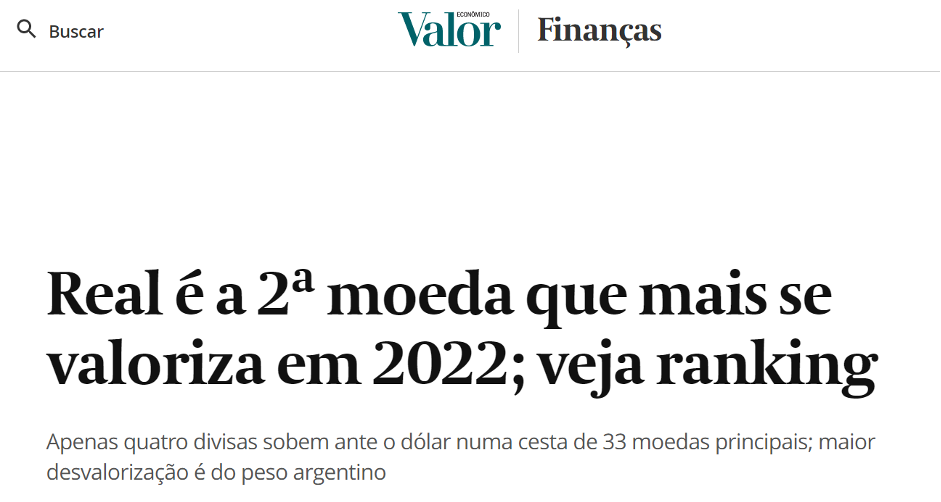 Buscar
Valor ECONÔMICO
Finanças
Real é a 2ª moeda que mais se
valoriza em 2022; veja ranking
Apenas quatro divisas sobem ante o dólar numa cesta de 33 moedas principais; maior
desvalorização é do peso argentino